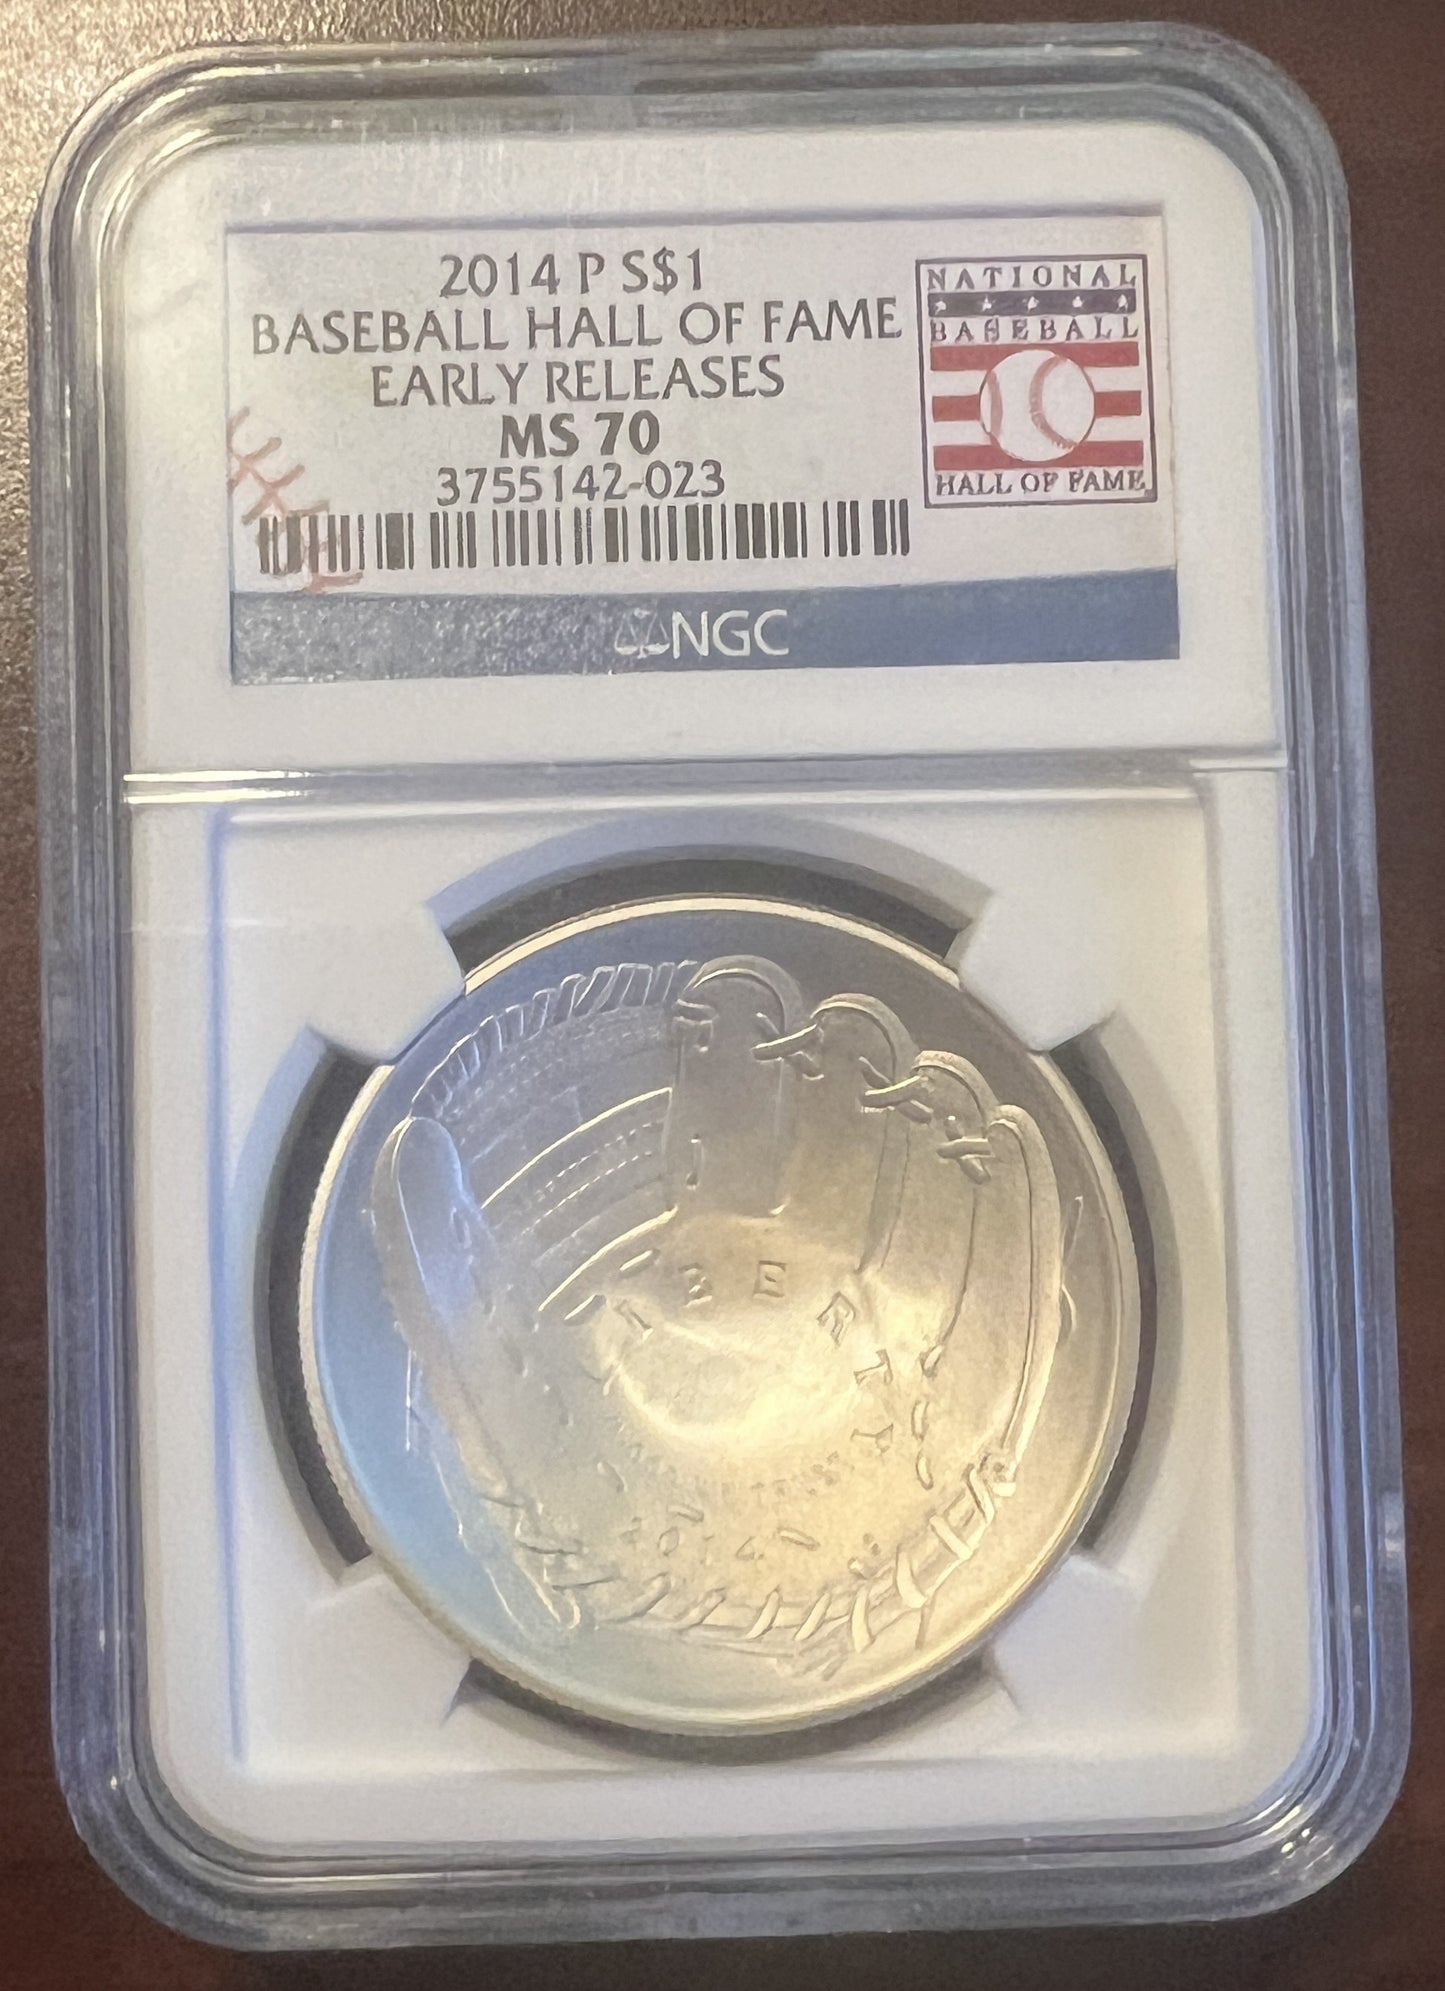 2014 P S$1
BASEBALL HALL OF FAME
EARLY RELEASES
MS 70
3755142-023
NATIONAL
BASEBALL
HALL OF FAME
NGC
LIBERTY
2014